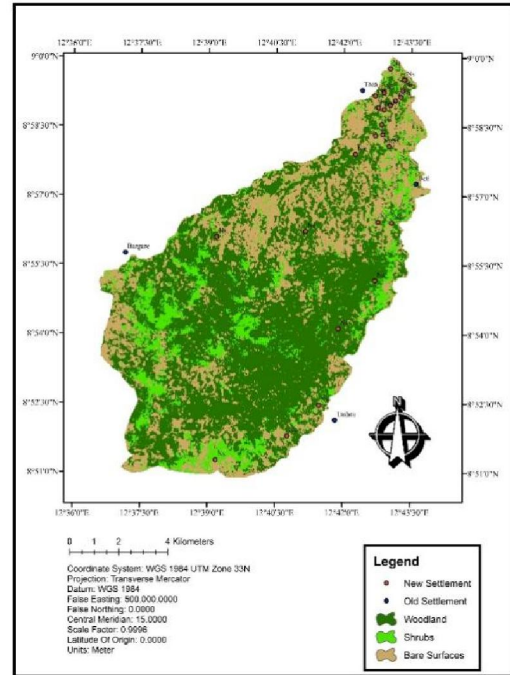 12°36'0"E 12°37'30"E 12°39'0"E 12°40'30"E 12°42'0"E 12°43'30"E
9°0'0"N 9°0'0"N
8°58'30"N 8°58'30"N
8°57'0"N 8°57'0"N
8°55'30"N 8°55'30"N
8°54'0"N 8°54'0"N
8°52'30"N 8°52'30"N
N
8°51'0"N 8°51'0"N
12°36'0"E 12°37'30"E 12°39'0"E 12°40'30"E 12°42'0"E 12°43'30"E
0 1 2 4 Kilometers
Coordinate System: WGS 1984 UTM Zone 33N
Projection: Transverse Mercator
Datum: WGS 1984
False Easting: 500,000.0000
False Northing: 0.0000
Central Meridian: 15.0000
Scale Factor: 0.9996
Latitude Of Origin: 0.0000
Units: Meter
Legend
New Settlement
Old Settlement
Woodland
Shrubs
Bare Surfaces